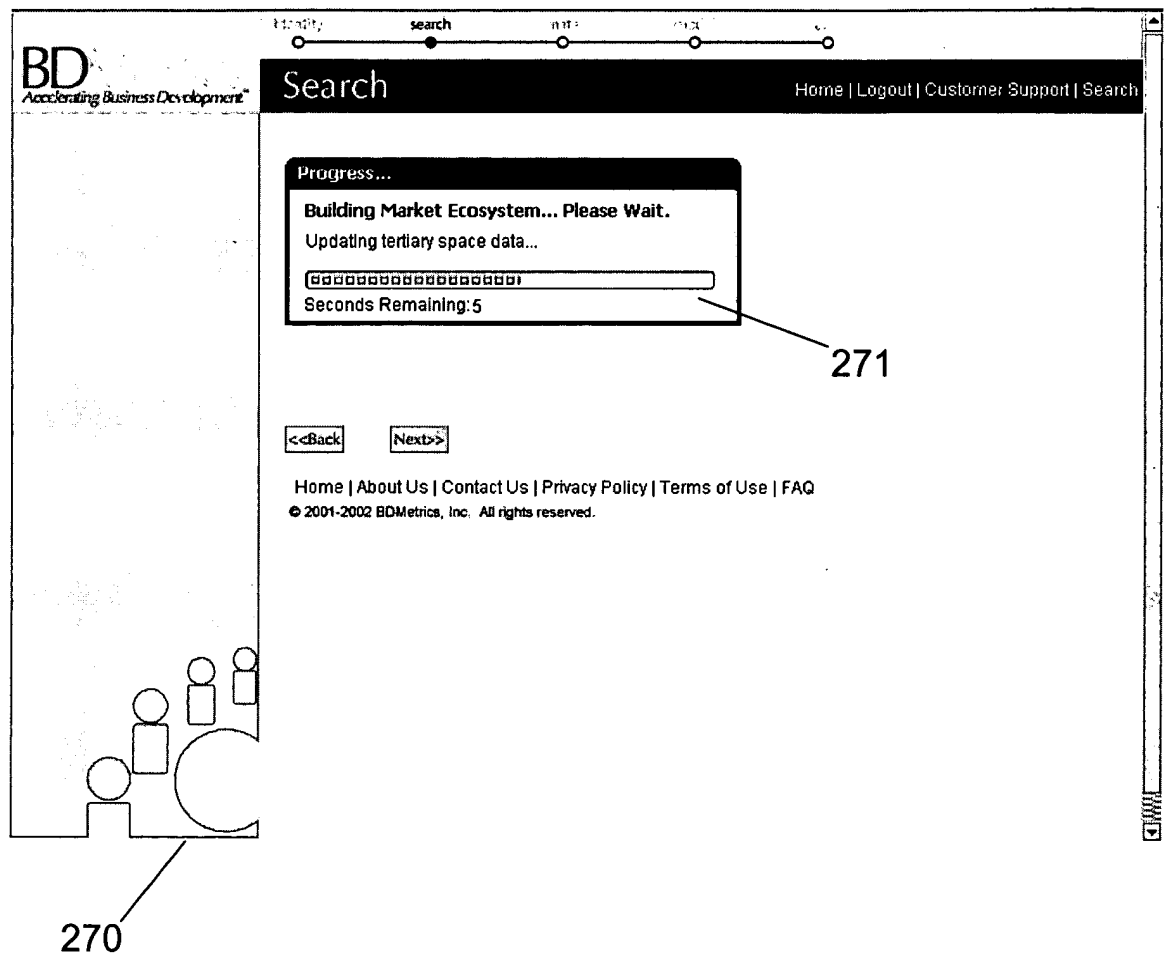 search
BD
Accelerating Business Development™
Search
Home | Logout | Customer Support | Search
Progress...
Building Market Ecosystem... Please Wait.
Updating tertiary space data...
Seconds Remaining:5
271
<<Back Next>>
Home | About Us | Contact Us | Privacy Policy | Terms of Use | FAQ
© 2001-2002 BDMetrics, Inc. All rights reserved.
270